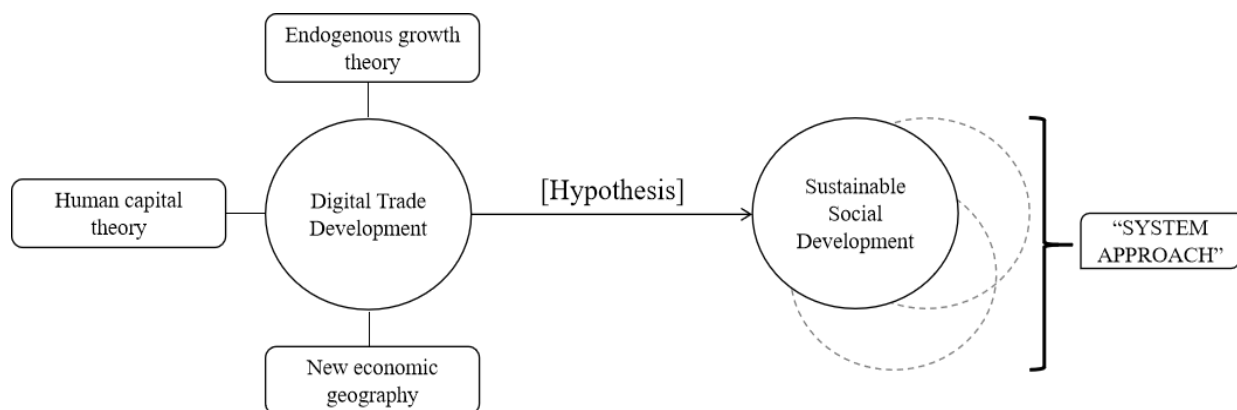 Endogenous growth
theory
Human capital
theory
Digital Trade
Development
[Hypothesis]
Sustainable
Social
Development
“SYSTEM
APPROACH”
New economic
geography